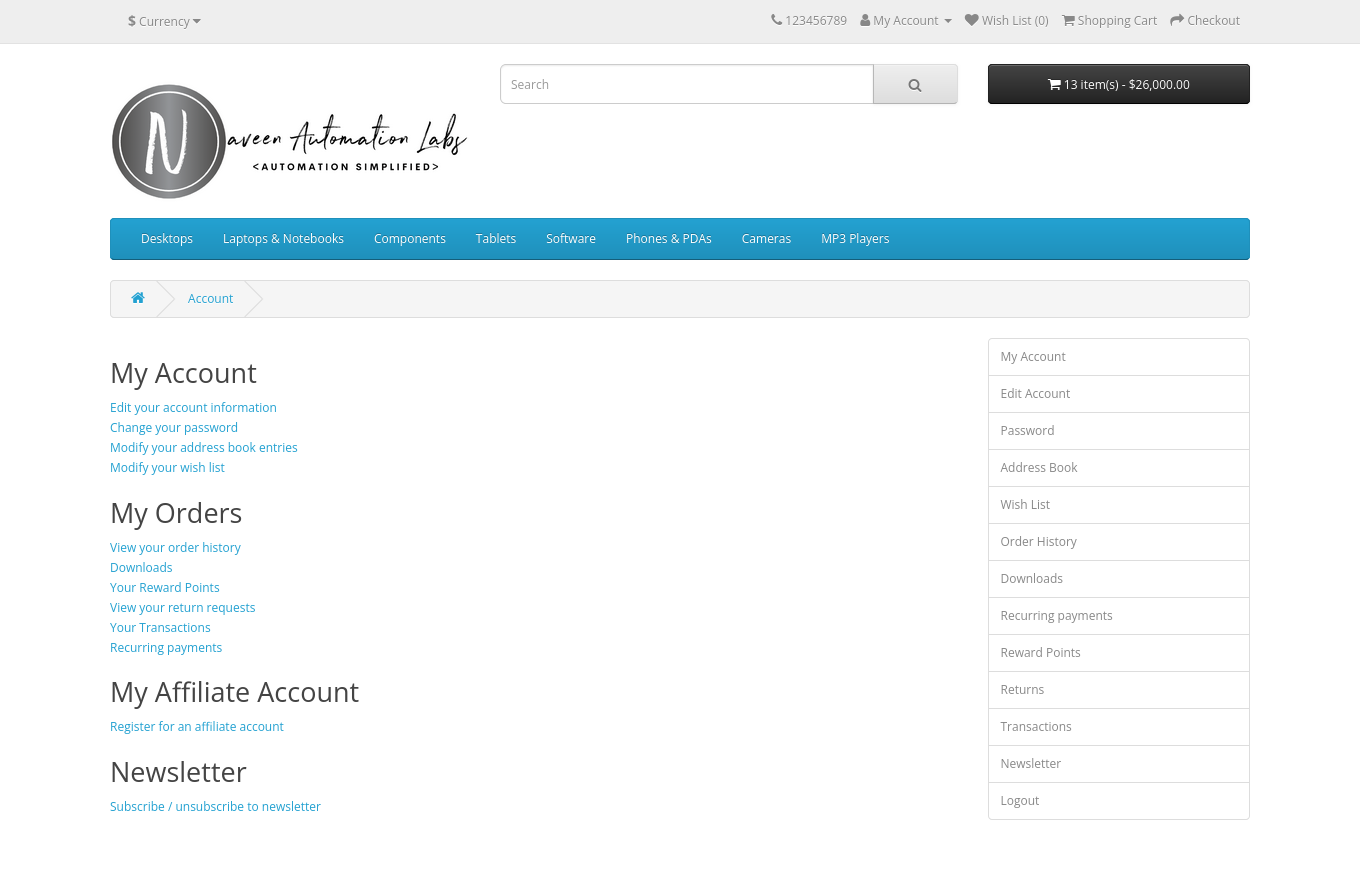 $ Currency
123456789 My Account Wish List (0) Shopping Cart Checkout
Search
13 item(s) - $26,000.00
Naveen Automation Labs
<AUTOMATION SIMPLIFIED>
Desktops Laptops & Notebooks Components Tablets Software Phones & PDAs Cameras MP3 Players
Account
My Account
Edit your account information
Change your password
Modify your address book entries
Modify your wish list
My Orders
View your order history
Downloads
Your Reward Points
View your return requests
Your Transactions
Recurring payments
My Affiliate Account
Register for an affiliate account
Newsletter
Subscribe / unsubscribe to newsletter
My Account
Edit Account
Password
Address Book
Wish List
Order History
Downloads
Recurring payments
Reward Points
Returns
Transactions
Newsletter
Logout